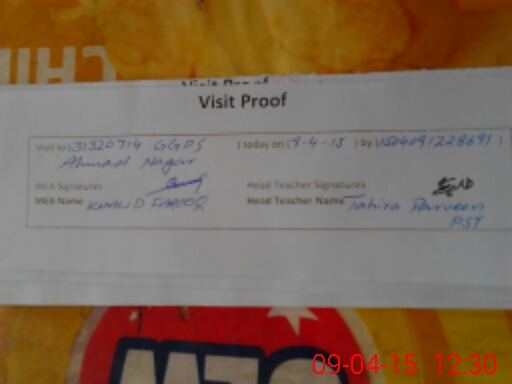 Visit Proof
Visit to (31320714 GGPS ) today on (9-4-15 ) by (1504091228691 )
Ahmad Nagar
MEA Signatures Head Teacher Signatures
MEA Name KHALID FAROOQ Head Teacher Name Tahira Parveen
PST
09-04-15 12:30